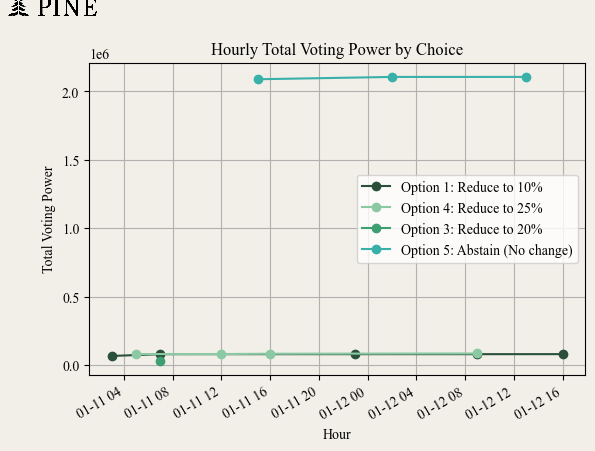 PINE
Hourly Total Voting Power by Choice
1e6
2.0
1.5
1.0
0.5
0.0
Total Voting Power
Option 1: Reduce to 10%
Option 4: Reduce to 25%
Option 3: Reduce to 20%
Option 5: Abstain (No change)
01-11 04
01-11 08
01-11 12
01-11 16
01-11 20
01-12 00
01-12 04
01-12 08
01-12 12
01-12 16
Hour